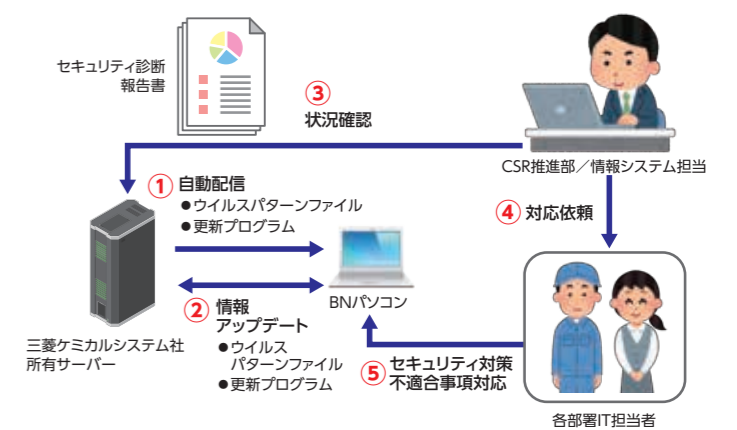 セキュリティ診断
報告書
③
状況確認
CSR推進部／情報システム担当
① 自動配信
●ウイルスパターンファイル
●更新プログラム
④ 対応依頼
BNパソコン
② 情報
アップデート
●ウイルス
パターンファイル
●更新プログラム
三菱ケミカルシステム社
所有サーバー
⑤ セキュリティ対策
不適合事項対応
各部署IT担当者